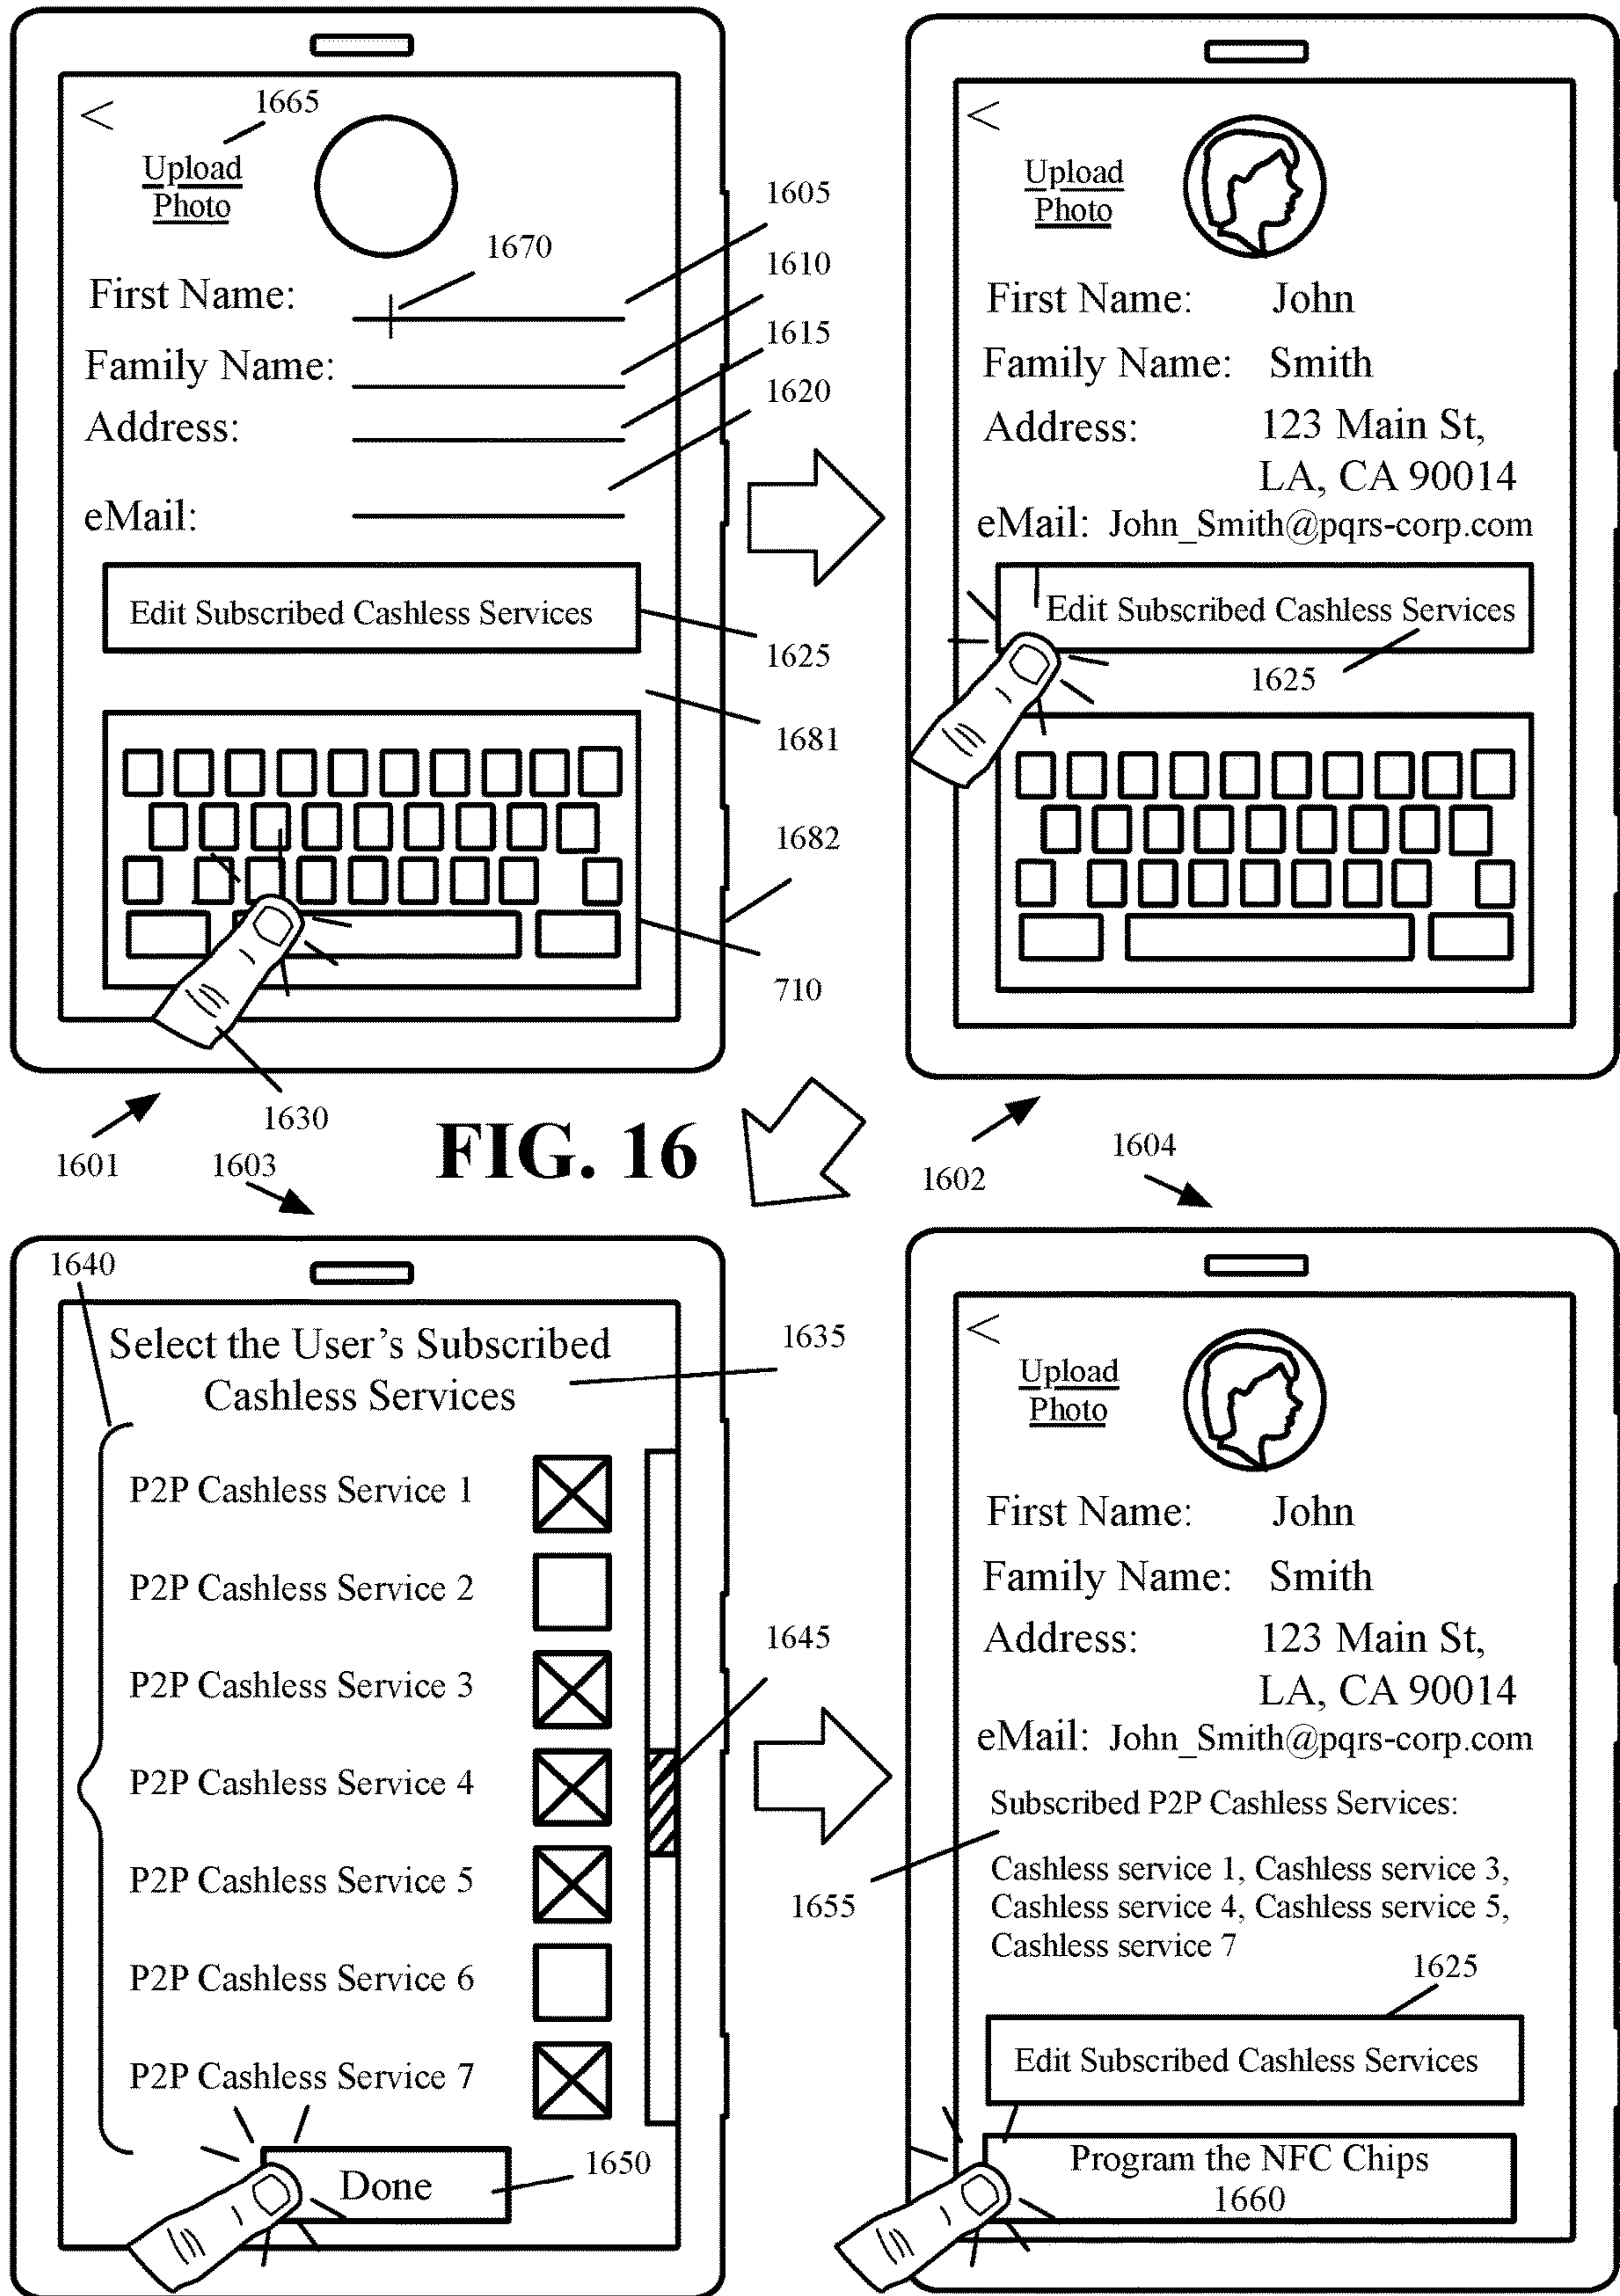 <
1665
Upload
Photo
1670
First Name:
Family Name:
Address:
eMail:
Edit Subscribed Cashless Services
1605
1610
1615
1620
1625
1681
1682
710
1630
1601
<
Upload
Photo
First Name: John
Family Name: Smith
Address: 123 Main St,
LA, CA 90014
eMail: John_Smith@pqrs-corp.com
Edit Subscribed Cashless Services
1625
1602
FIG. 16
1603
1640
Select the User's Subscribed
Cashless Services
1635
P2P Cashless Service 1
P2P Cashless Service 2
P2P Cashless Service 3
P2P Cashless Service 4
P2P Cashless Service 5
P2P Cashless Service 6
P2P Cashless Service 7
1645
Done
1650
1604
<
Upload
Photo
First Name: John
Family Name: Smith
Address: 123 Main St,
LA, CA 90014
eMail: John_Smith@pqrs-corp.com
Subscribed P2P Cashless Services:
1655
Cashless service 1, Cashless service 3,
Cashless service 4, Cashless service 5,
Cashless service 7
1625
Edit Subscribed Cashless Services
Program the NFC Chips
1660